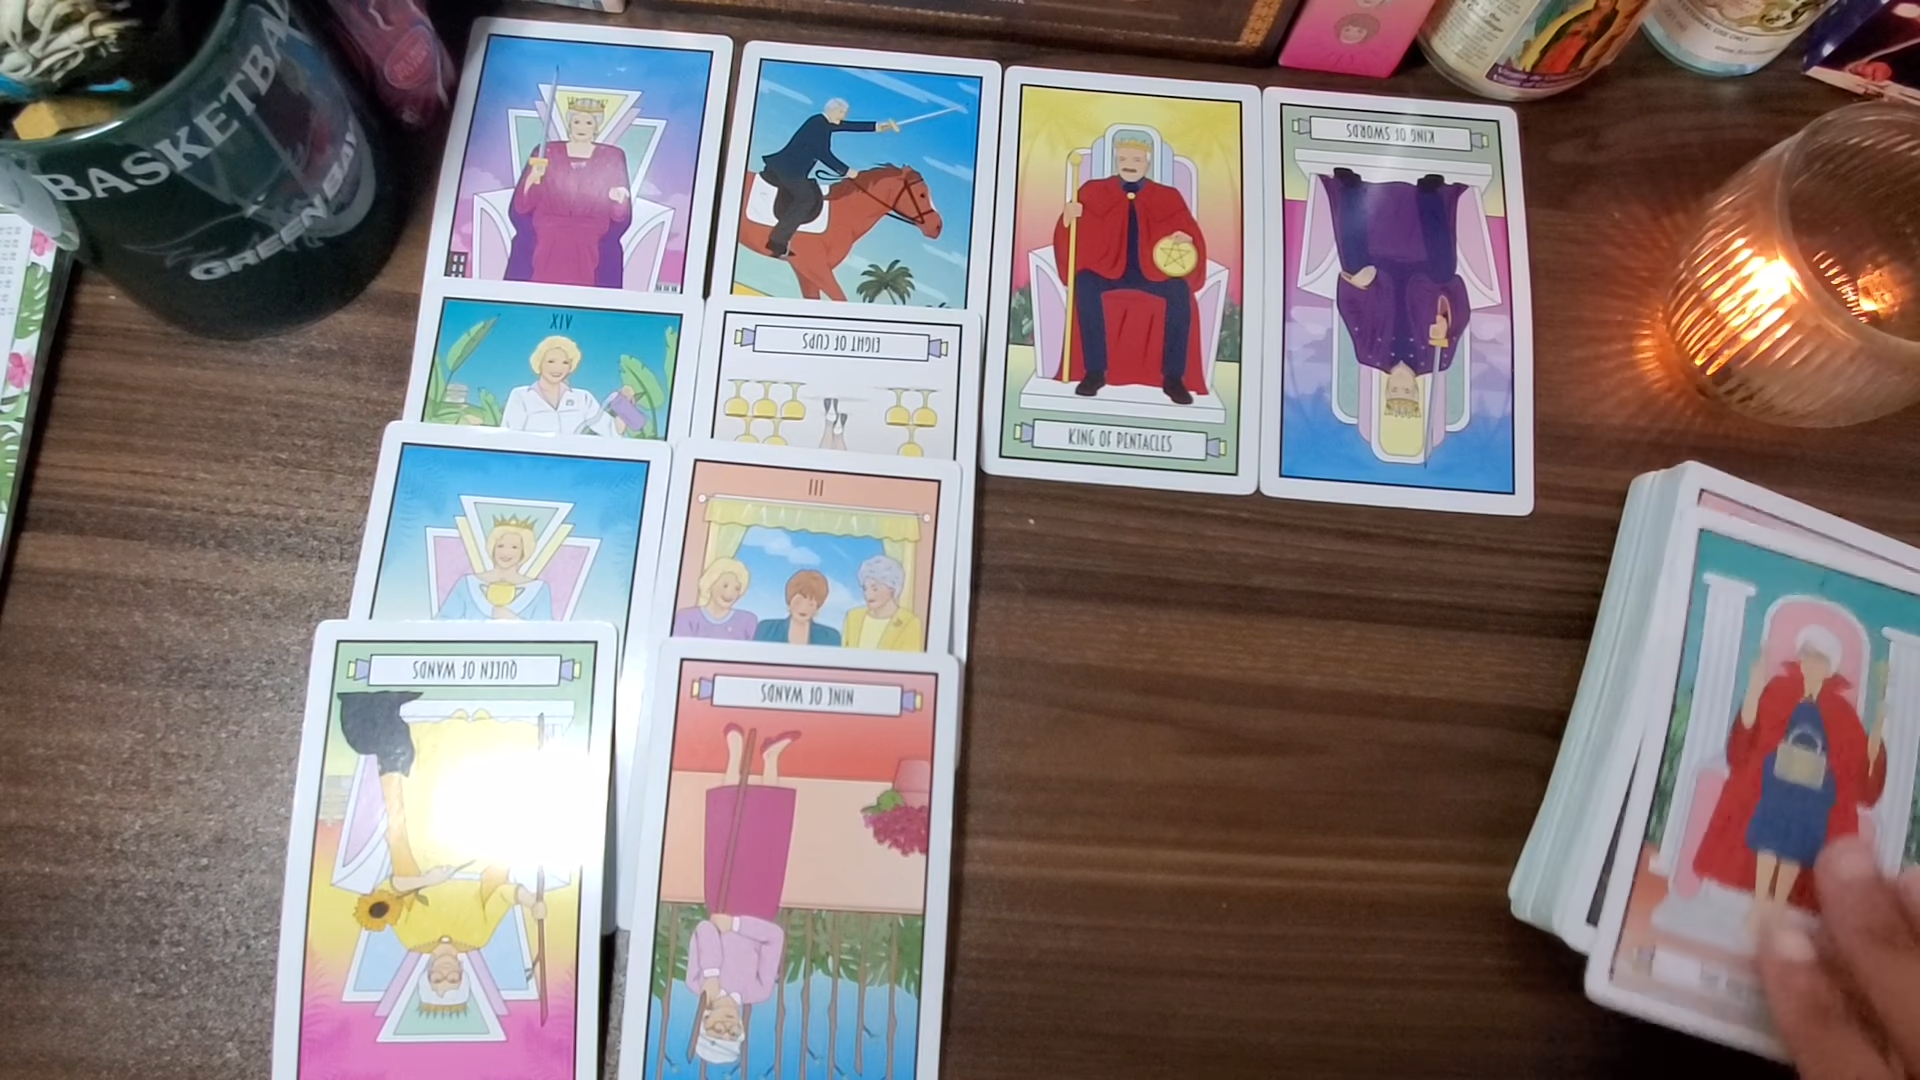 BASKETBA
GREEN BA
KING OF SWORDS
XIV
EIGHT OF CUPS
KING OF PENTACLES
III
QUEEN OF WANDS
NINE OF WANDS